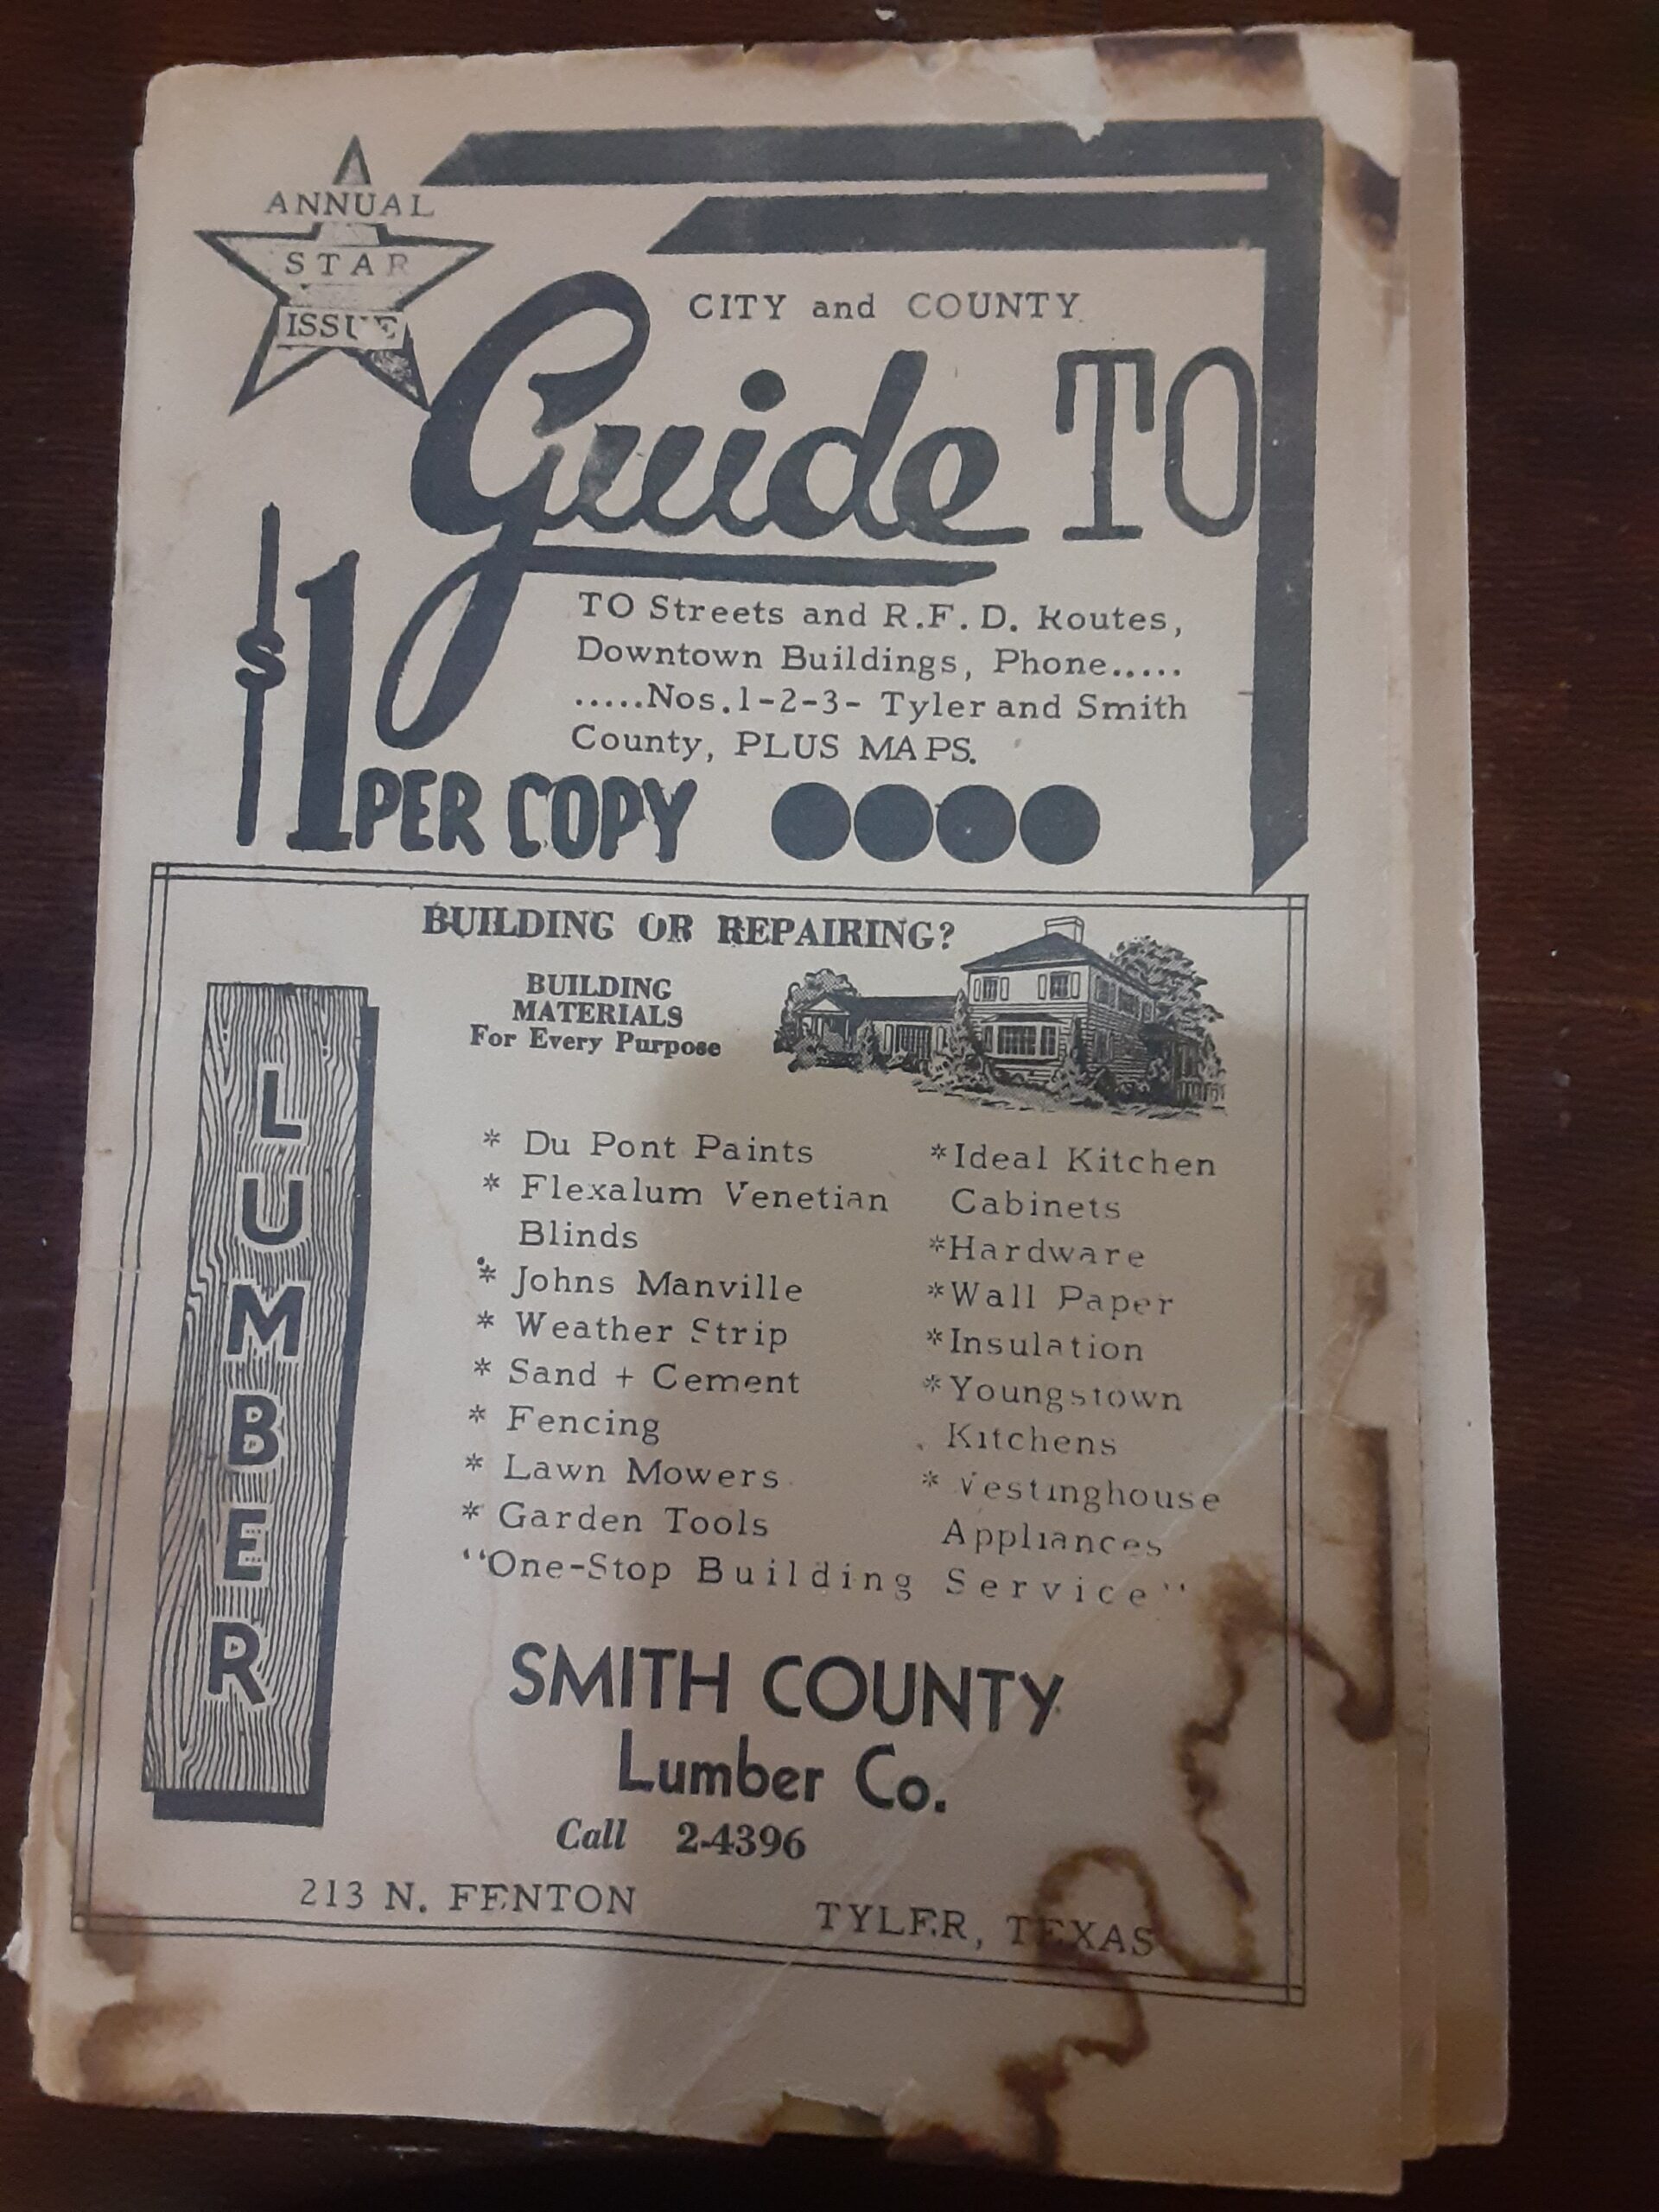 ANNUAL
STAR
ISSUE
CITY and COUNTY
Guide TO
TO Streets and R.F.D. Routes,
Downtown Buildings, Phone.....
.....Nos.1-2-3- Tyler and Smith
County, PLUS MAPS.
$1 PER COPY
BUILDING OR REPAIRING?
BUILDING
MATERIALS
For Every Purpose
LUMBER
* Du Pont Paints
* Flexalum Venetian
Blinds
* Johns Manville
* Weather Strip
* Sand + Cement
* Fencing
* Lawn Mowers
* Garden Tools
*Ideal Kitchen
Cabinets
*Hardware
*Wall Paper
*Insulation
*Youngstown
Kitchens
* Westinghouse
Appliances
"One-Stop Building Service"
SMITH COUNTY
Lumber Co.
Call 2-4396
213 N. FENTON TYLER, TEXAS